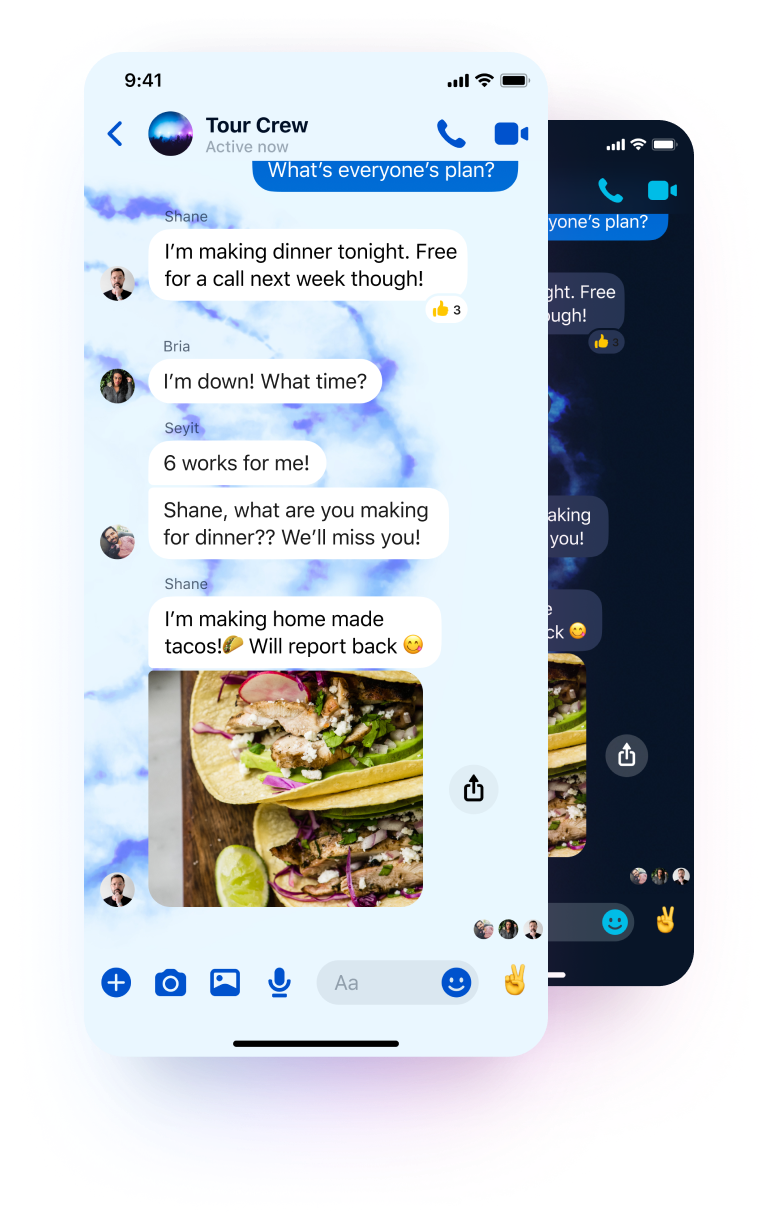 9:41
Tour Crew
Active now
What's everyone's plan?
Shane
I'm making dinner tonight. Free
for a call next week though!
👍 3
Bria
I'm down! What time?
Seyit
6 works for me!
Shane, what are you making
for dinner?? We'll miss you!
Shane
I'm making home made
tacos!🌮 Will report back 😋
Aa
yone's plan?
ght. Free
ough!
👍 3
aking
you!
e
ck 😋